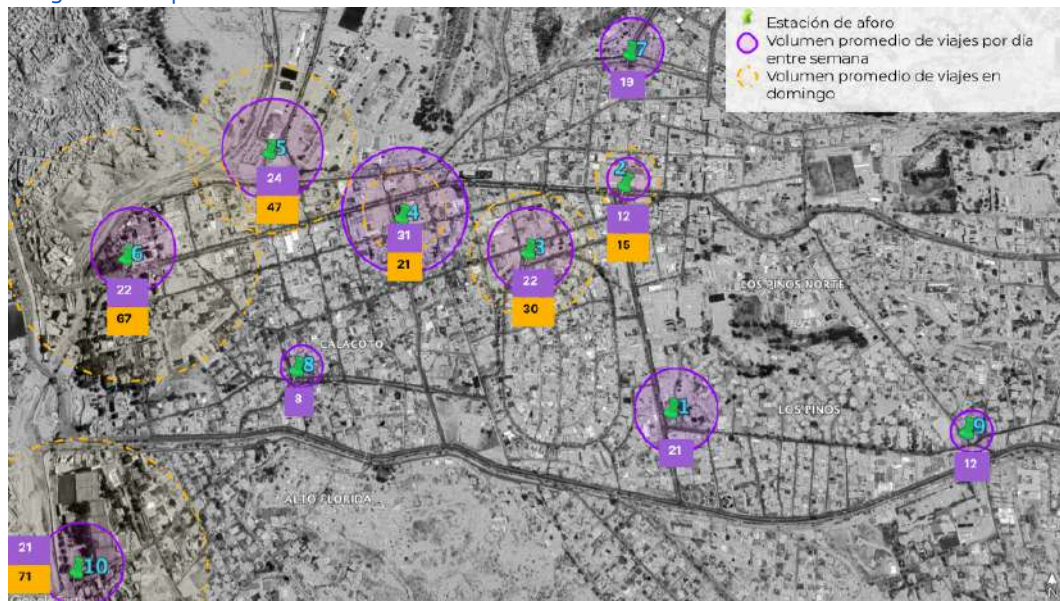 Estación de aforo
Volumen promedio de viajes por día
entre semana
Volumen promedio de viajes en
domingo
7
19
5
24
47
2
12
15
4
31
21
3
22
30
6
22
67
LOS PINOS NORTE
CALACOTO
8
8
1
21
LOS PINOS
9
12
ALTO FLORIDA
10
21
71
N